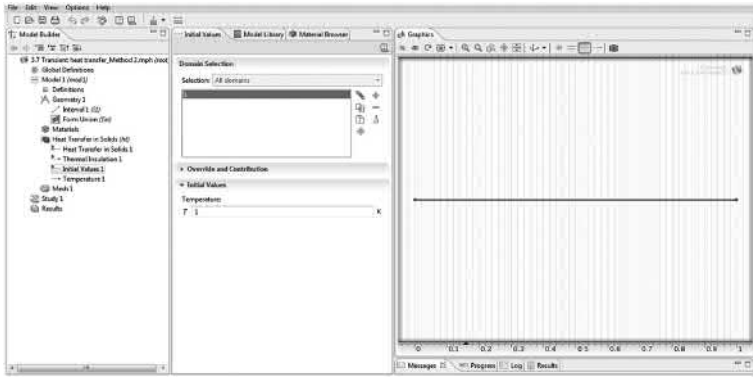 File Edit View Options Help
Model Builder
3.7 Transient heat transfer_Method 2.mph (root
Global Definitions
Model 1 (mod1)
Definitions
Geometry 1
Interval 1 (i1)
Form Union (fin)
Materials
Heat Transfer in Solids (ht)
Heat Transfer in Solids 1
Thermal Insulation 1
Initial Values 1
Temperature 1
Mesh 1
Study 1
Results
Initial Values Model Library Material Browser
Domain Selection
Selection: All domains
1
Override and Contribution
Initial Values
Temperature:
T 1 K
Graphics
0 0.1 0.2 0.3 0.4 0.5 0.6 0.7 0.8 0.9 1
Messages Progress Log Results